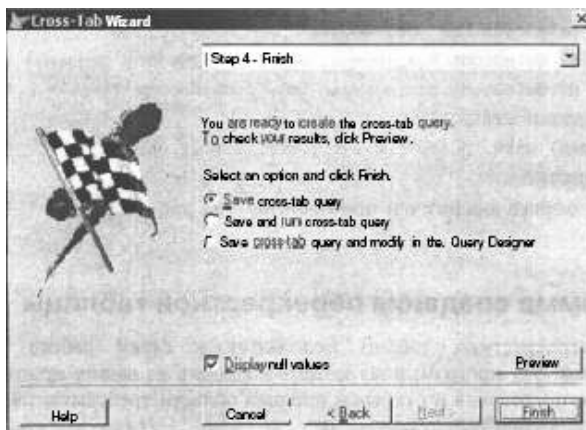 Cross-Tab Wizard
Step 4 - Finish
You are ready to create the cross-tab query.
To check your results, click Preview.
Select an option and click Finish.
Save cross-tab query
Save and run cross-tab query
Save cross-tab query and modify in the Query Designer
Display null values
Preview
Help
Cancel
< Back
Next >
Finish